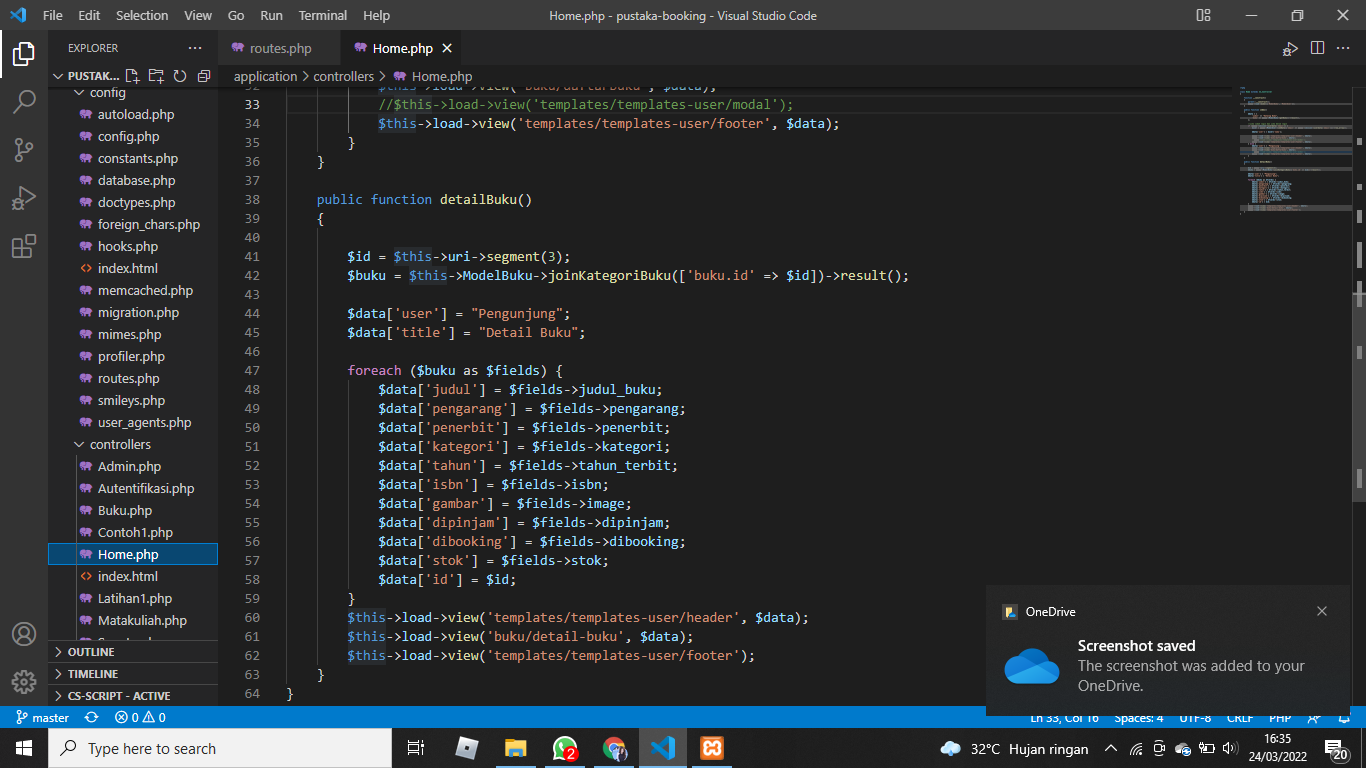 File Edit Selection View Go Run Terminal Help Home.php - pustaka-booking - Visual Studio Code
EXPLORER ··· routes.php Home.php
PUSTAK... application > controllers > Home.php
config
autoload.php
config.php
constants.php
database.php
doctypes.php
foreign_chars.php
hooks.php
index.html
memcached.php
migration.php
mimes.php
profiler.php
routes.php
smileys.php
user_agents.php
controllers
Admin.php
Autentifikasi.php
Buku.php
Contoh1.php
Home.php
index.html
Latihan1.php
Matakuliah.php
OUTLINE
TIMELINE
CS-SCRIPT - ACTIVE
33 //$this->load->view('templates/templates-user/modal');
34 $this->load->view('templates/templates-user/footer', $data);
35 }
36 }
37
38 public function detailBuku()
39 {
40
41 $id = $this->uri->segment(3);
42 $buku = $this->ModelBuku->joinKategoriBuku(['buku.id' => $id])->result();
43
44 $data['user'] = "Pengunjung";
45 $data['title'] = "Detail Buku";
46
47 foreach ($buku as $fields) {
48 $data['judul'] = $fields->judul_buku;
49 $data['pengarang'] = $fields->pengarang;
50 $data['penerbit'] = $fields->penerbit;
51 $data['kategori'] = $fields->kategori;
52 $data['tahun'] = $fields->tahun_terbit;
53 $data['isbn'] = $fields->isbn;
54 $data['gambar'] = $fields->image;
55 $data['dipinjam'] = $fields->dipinjam;
56 $data['dibooking'] = $fields->dibooking;
57 $data['stok'] = $fields->stok;
58 $data['id'] = $id;
59 }
60 $this->load->view('templates/templates-user/header', $data);
61 $this->load->view('buku/detail-buku', $data);
62 $this->load->view('templates/templates-user/footer');
63 }
64 }
OneDrive
Screenshot saved
The screenshot was added to your
OneDrive.
master 0 0 Ln 33, Col 16 Spaces: 4 UTF-8 CRLF PHP
Type here to search 2 32°C Hujan ringan 16:35
24/03/2022 20